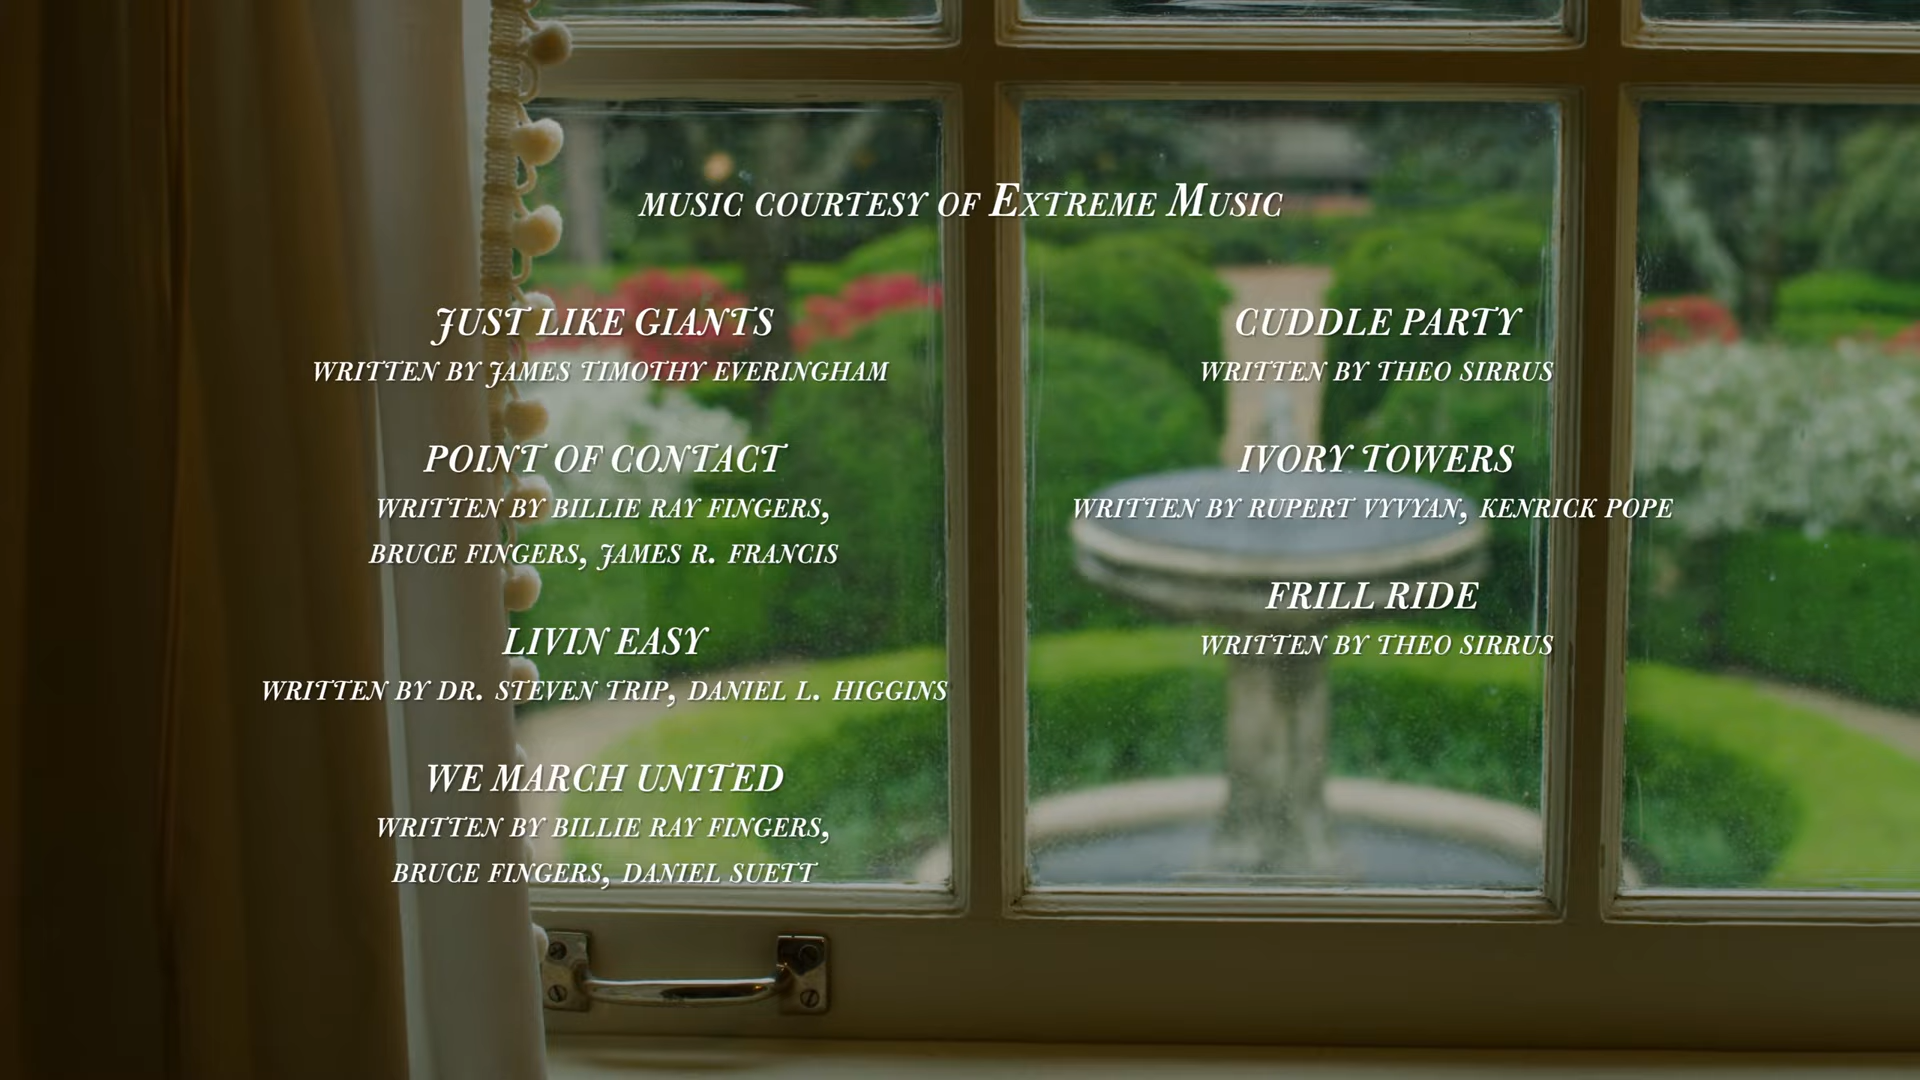 MUSIC COURTESY OF EXTREME MUSIC
JUST LIKE GIANTS
WRITTEN BY JAMES TIMOTHY EVERINGHAM
POINT OF CONTACT
WRITTEN BY BILLIE RAY FINGERS,
BRUCE FINGERS, JAMES R. FRANCIS
LIVIN EASY
WRITTEN BY DR. STEVEN TRIP, DANIEL L. HIGGINS
WE MARCH UNITED
WRITTEN BY BILLIE RAY FINGERS,
BRUCE FINGERS, DANIEL SUETT
CUDDLE PARTY
WRITTEN BY THEO SIRRUS
IVORY TOWERS
WRITTEN BY RUPERT VYVYAN, KENRICK POPE
FRILL RIDE
WRITTEN BY THEO SIRRUS